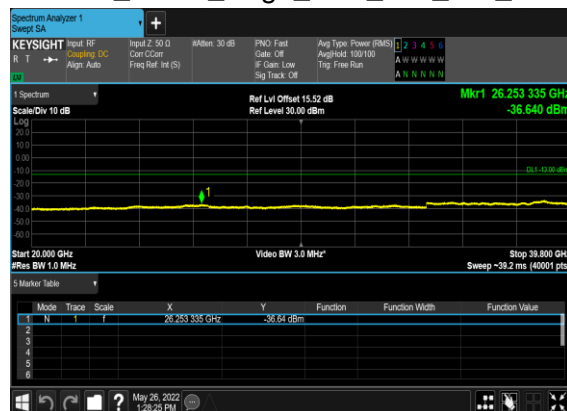 Spectrum Analyzer 1
Swept SA
+
KEYSIGHT
R T
LW
Input: RF
Coupling: DC
Align: Auto
Input Z: 50 Ω
Corr CCorr
Freq Ref: Int (S)
#Atten: 30 dB
PNO: Fast
Gate: Off
IF Gain: Low
Sig Track: Off
Avg Type: Power (RMS)
Avg|Hold: 100/100
Trig: Free Run
1 2 3 4 5 6
A W W W W W
A N N N N N
1 Spectrum
Scale/Div 10 dB
Log
Ref Lvl Offset 15.52 dB
Ref Level 30.00 dBm
Mkr1 26.253 335 GHz
-36.640 dBm
20.0
10.0
0.00
-10.0
DL1 -13.00 dBm
-20.0
-30.0
1
-40.0
-50.0
-60.0
Start 20.000 GHz
#Res BW 1.0 MHz
Video BW 3.0 MHz*
Stop 39.800 GHz
Sweep ~39.2 ms (40001 pts)
5 Marker Table
Mode Trace Scale X Y Function Function Width Function Value
1 N 1 f 26.253 335 GHz -36.64 dBm
2
3
4
5
6
?
May 26, 2022
1:28:25 PM